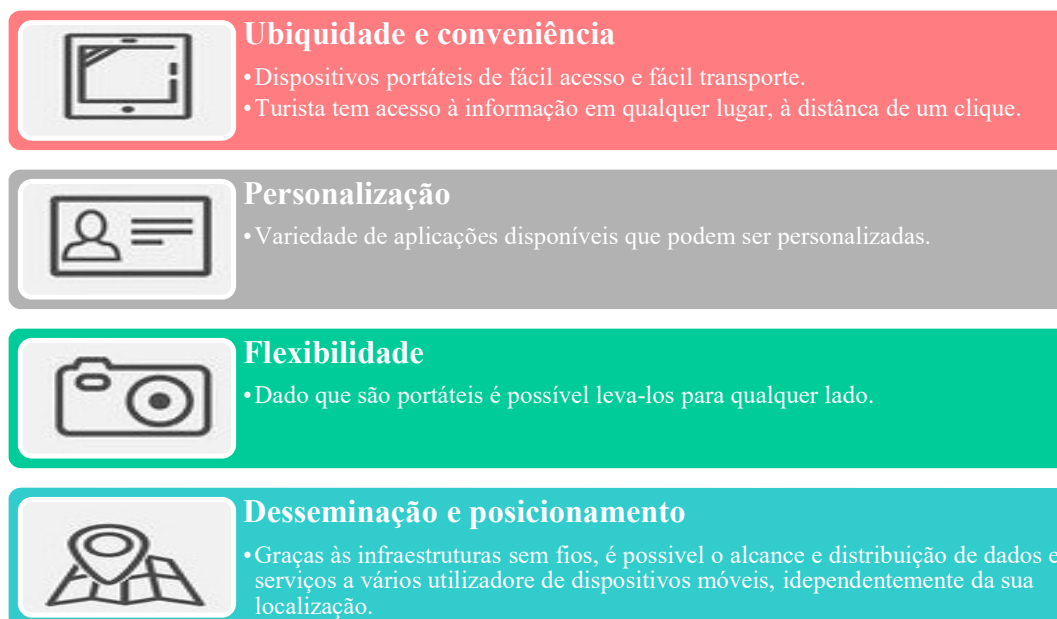 Ubiquidade e conveniência
•Dispositivos portáteis de fácil acesso e fácil transporte.
•Turista tem acesso à informação em qualquer lugar, à distânca de um clique.
Personalização
•Variedade de aplicações disponíveis que podem ser personalizadas.
Flexibilidade
•Dado que são portáteis é possível leva-los para qualquer lado.
Desseminação e posicionamento
•Graças às infraestruturas sem fios, é possivel o alcance e distribuição de dados e
serviços a vários utilizadore de dispositivos móveis, idependentemente da sua
localização.